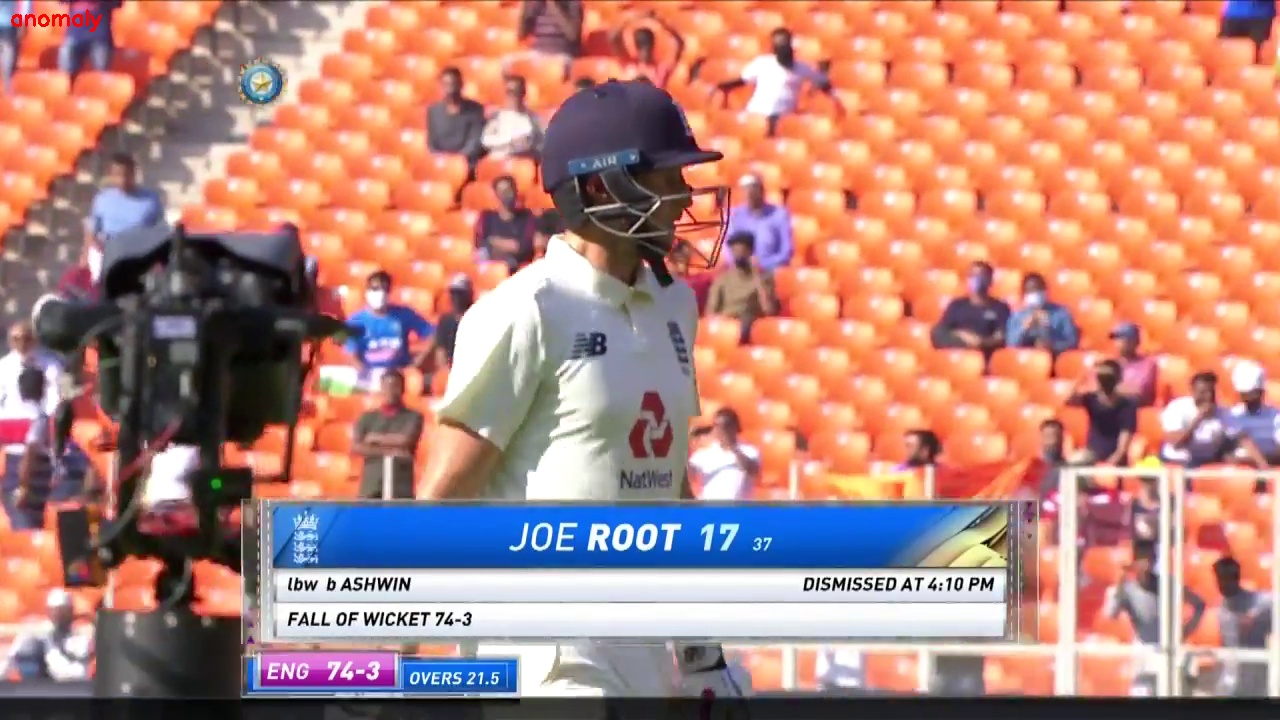 anomoly
AIR
NB
NatWest
JOE ROOT 17 37
lbw b ASHWIN DISMISSED AT 4:10 PM
FALL OF WICKET 74-3
ENG 74-3 OVERS 21.5